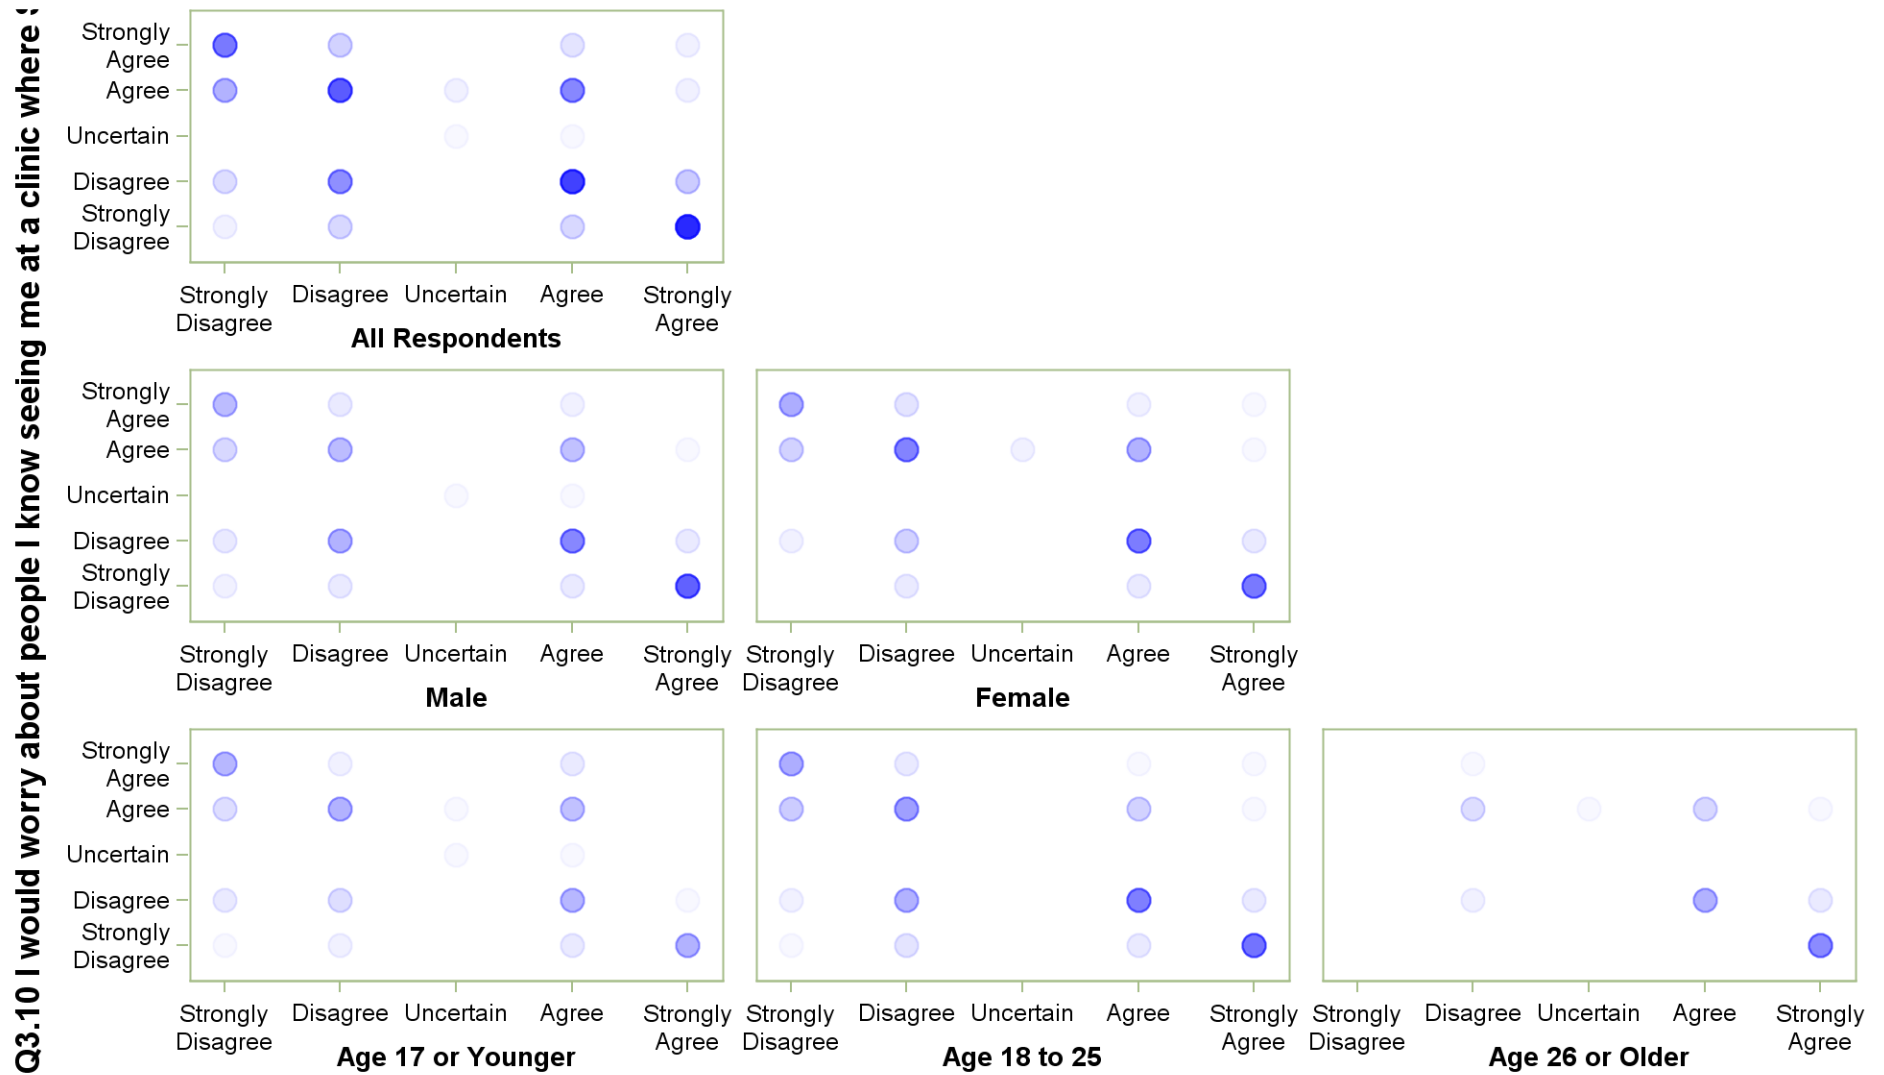 Q3.10 I would worry about people I know seeing me at a clinic where
Strongly
Agree
Agree
Uncertain
Disagree
Strongly
Disagree
Strongly
Disagree
Disagree
Uncertain
Agree
Strongly
Agree
All Respondents
Strongly
Agree
Agree
Uncertain
Disagree
Strongly
Disagree
Strongly
Disagree
Disagree
Uncertain
Agree
Strongly
Agree
Male
Strongly
Disagree
Disagree
Uncertain
Agree
Strongly
Agree
Female
Strongly
Agree
Agree
Uncertain
Disagree
Strongly
Disagree
Strongly
Disagree
Disagree
Uncertain
Agree
Strongly
Agree
Age 17 or Younger
Strongly
Disagree
Disagree
Uncertain
Agree
Strongly
Agree
Age 18 to 25
Strongly
Disagree
Disagree
Uncertain
Agree
Strongly
Agree
Age 26 or Older